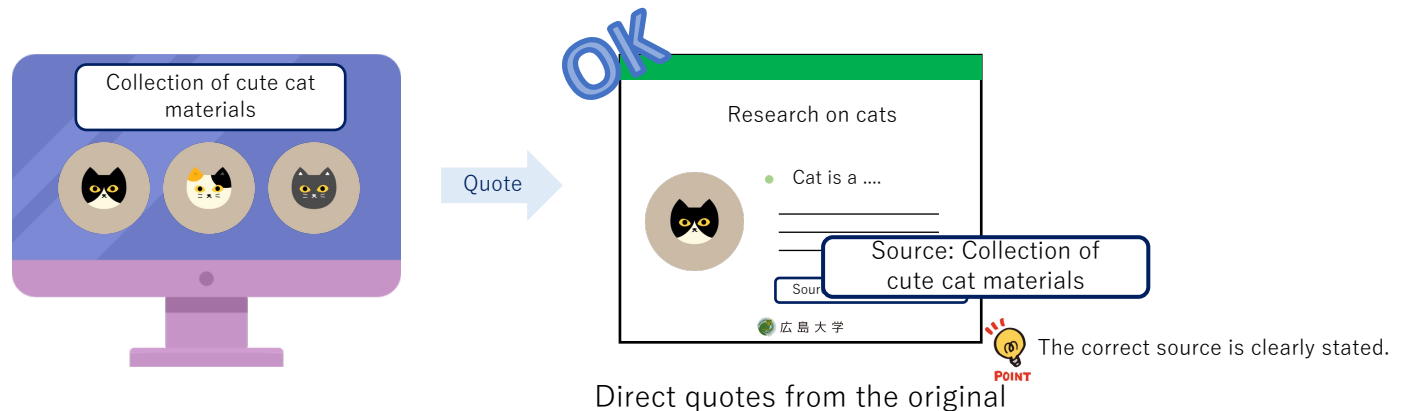 Collection of cute cat
materials
Quote
OK
Research on cats
Cat is a ....
Source: Collection of
cute cat materials
Sour
広島大学
POINT
The correct source is clearly stated.
Direct quotes from the original